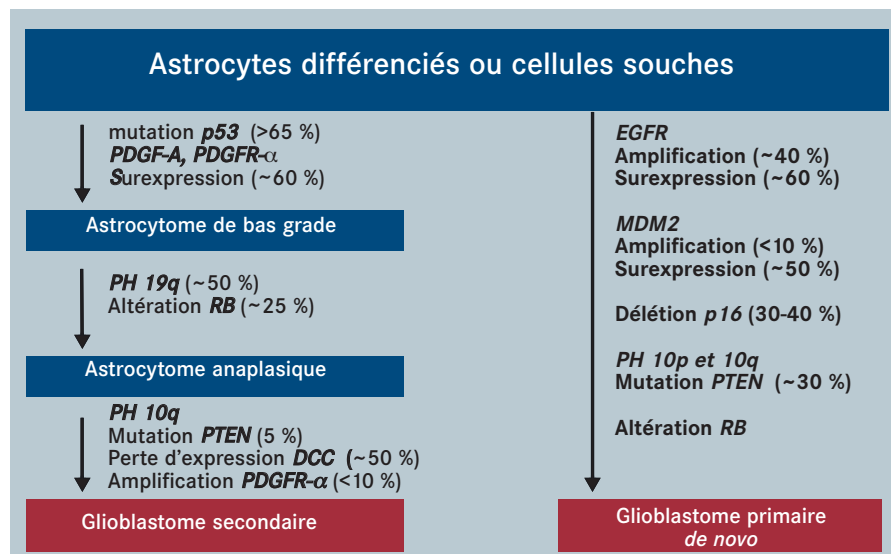 Astrocytes différenciés ou cellules souches
mutation p53 (>65 %)
PDGF-A, PDGFR-α
Surexpression (~60 %)
Astrocytome de bas grade
PH 19q (~50 %)
Altération RB (~25 %)
Astrocytome anaplasique
PH 10q
Mutation PTEN (5 %)
Perte d'expression DCC (~50 %)
Amplification PDGFR-α (<10 %)
Glioblastome secondaire
EGFR
Amplification (~40 %)
Surexpression (~60 %)
MDM2
Amplification (<10 %)
Surexpression (~50 %)
Délétion p16 (30-40 %)
PH 10p et 10q
Mutation PTEN (~30 %)
Altération RB
Glioblastome primaire
de novo